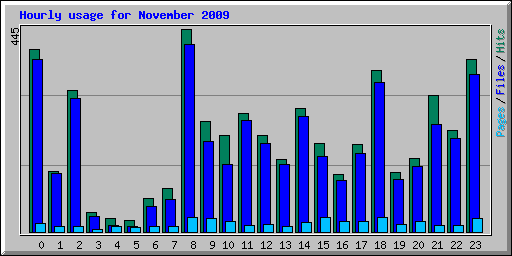 Hourly usage for November 2009
445
Pages/Files/Hits
0 1 2 3 4 5 6 7 8 9 10 11 12 13 14 15 16 17 18 19 20 21 22 23